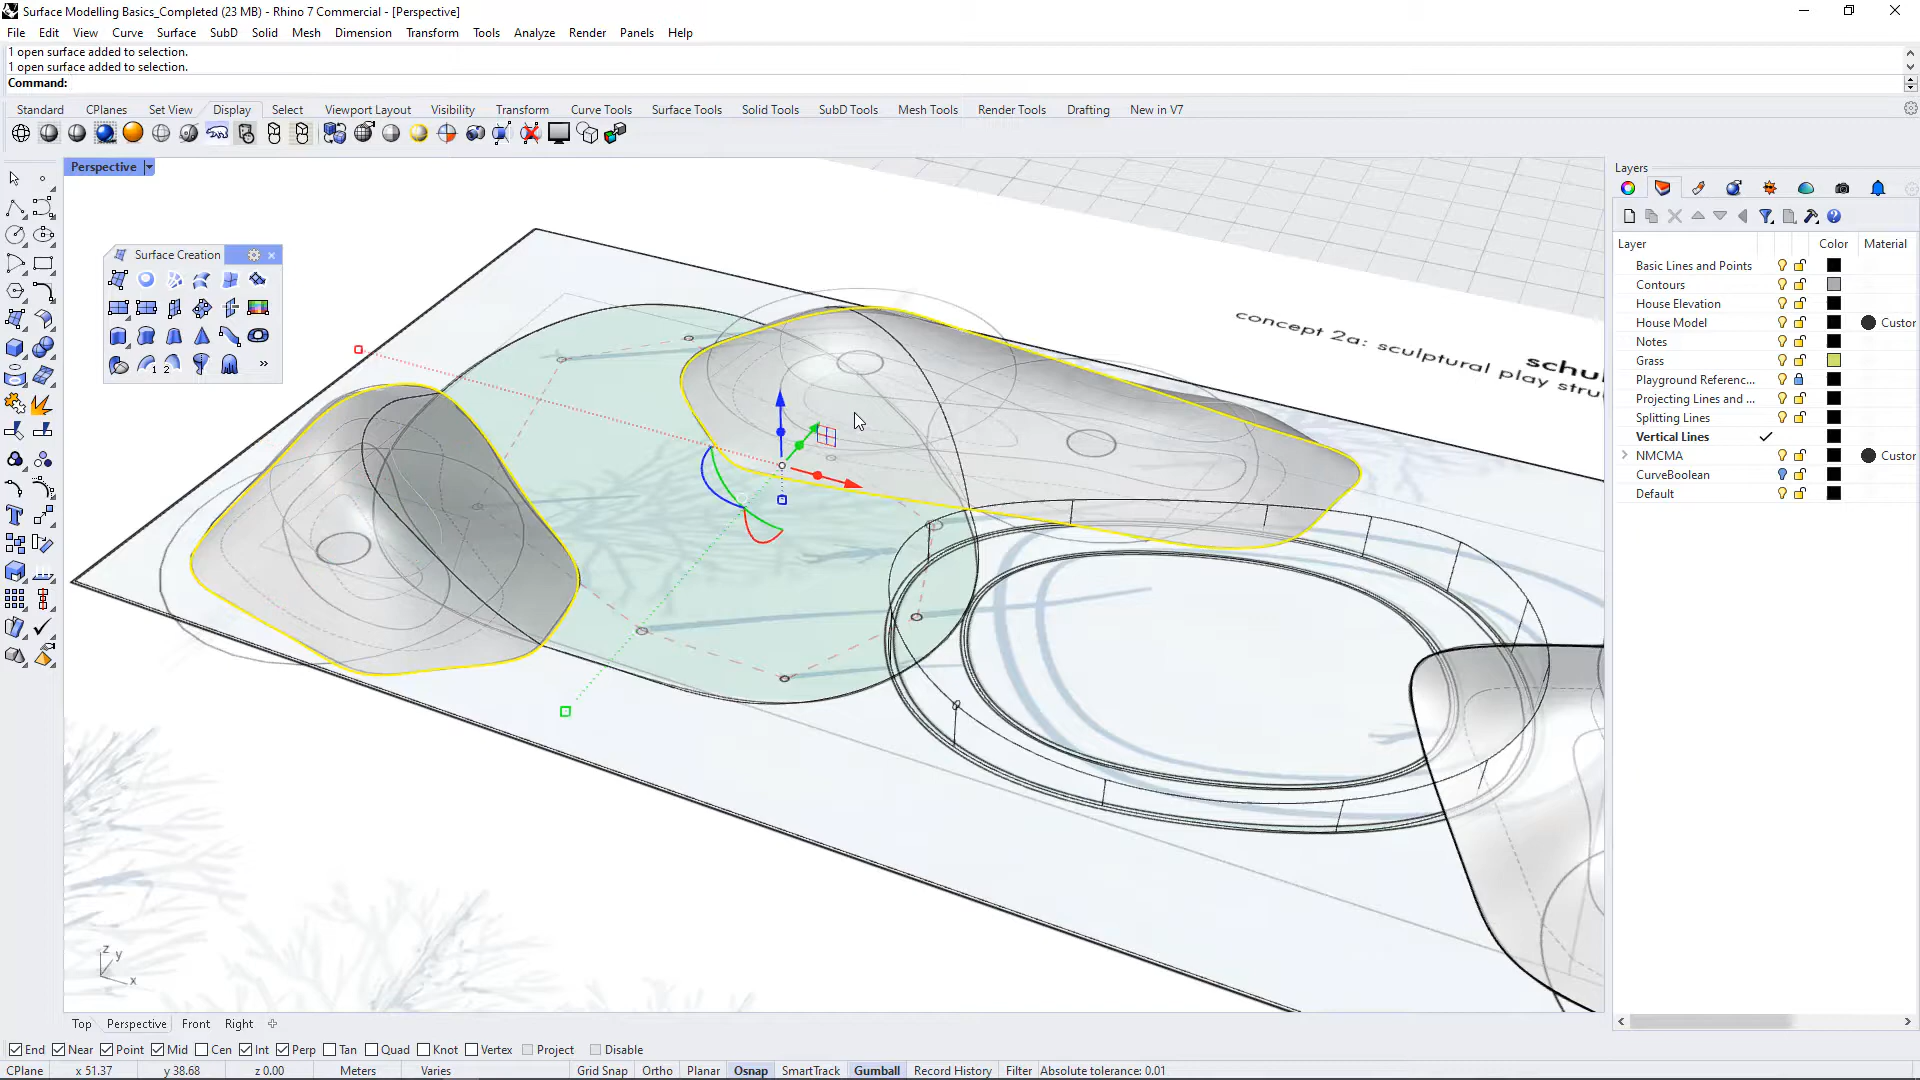 Surface Modelling Basics_Completed (23 MB) - Rhino 7 Commercial - [Perspective]
File Edit View Curve Surface SubD Solid Mesh Dimension Transform Tools Analyze Render Panels Help
1 open surface added to selection.
1 open surface added to selection.
Command:
Standard CPlanes Set View Display Select Viewport Layout Visibility Transform Curve Tools Surface Tools Solid Tools SubD Tools Mesh Tools Render Tools Drafting New in V7
Perspective
Surface Creation
1 2
concept 2a: sculptural play stru
schu
z y
x
Layers
Layer Color Material
Basic Lines and Points
Contours
House Elevation
House Model Custo
Notes
Grass
Playground Referenc...
Projecting Lines and ...
Splitting Lines
Vertical Lines
NMCMA Custo
CurveBoolean
Default
Top Perspective Front Right
End Near Point Mid Cen Int Perp Tan Quad Knot Vertex Project Disable
CPlane x 51.37 y 38.68 z 0.00 Meters Varies Grid Snap Ortho Planar Osnap SmartTrack Gumball Record History Filter Absolute tolerance: 0.01